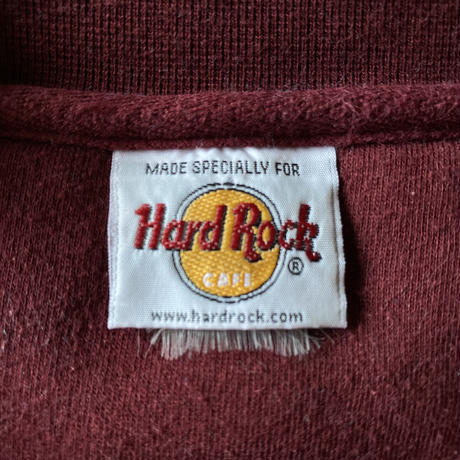 MADE SPECIALLY FOR
Hard Rock
CAFE
®
www.hardrock.com